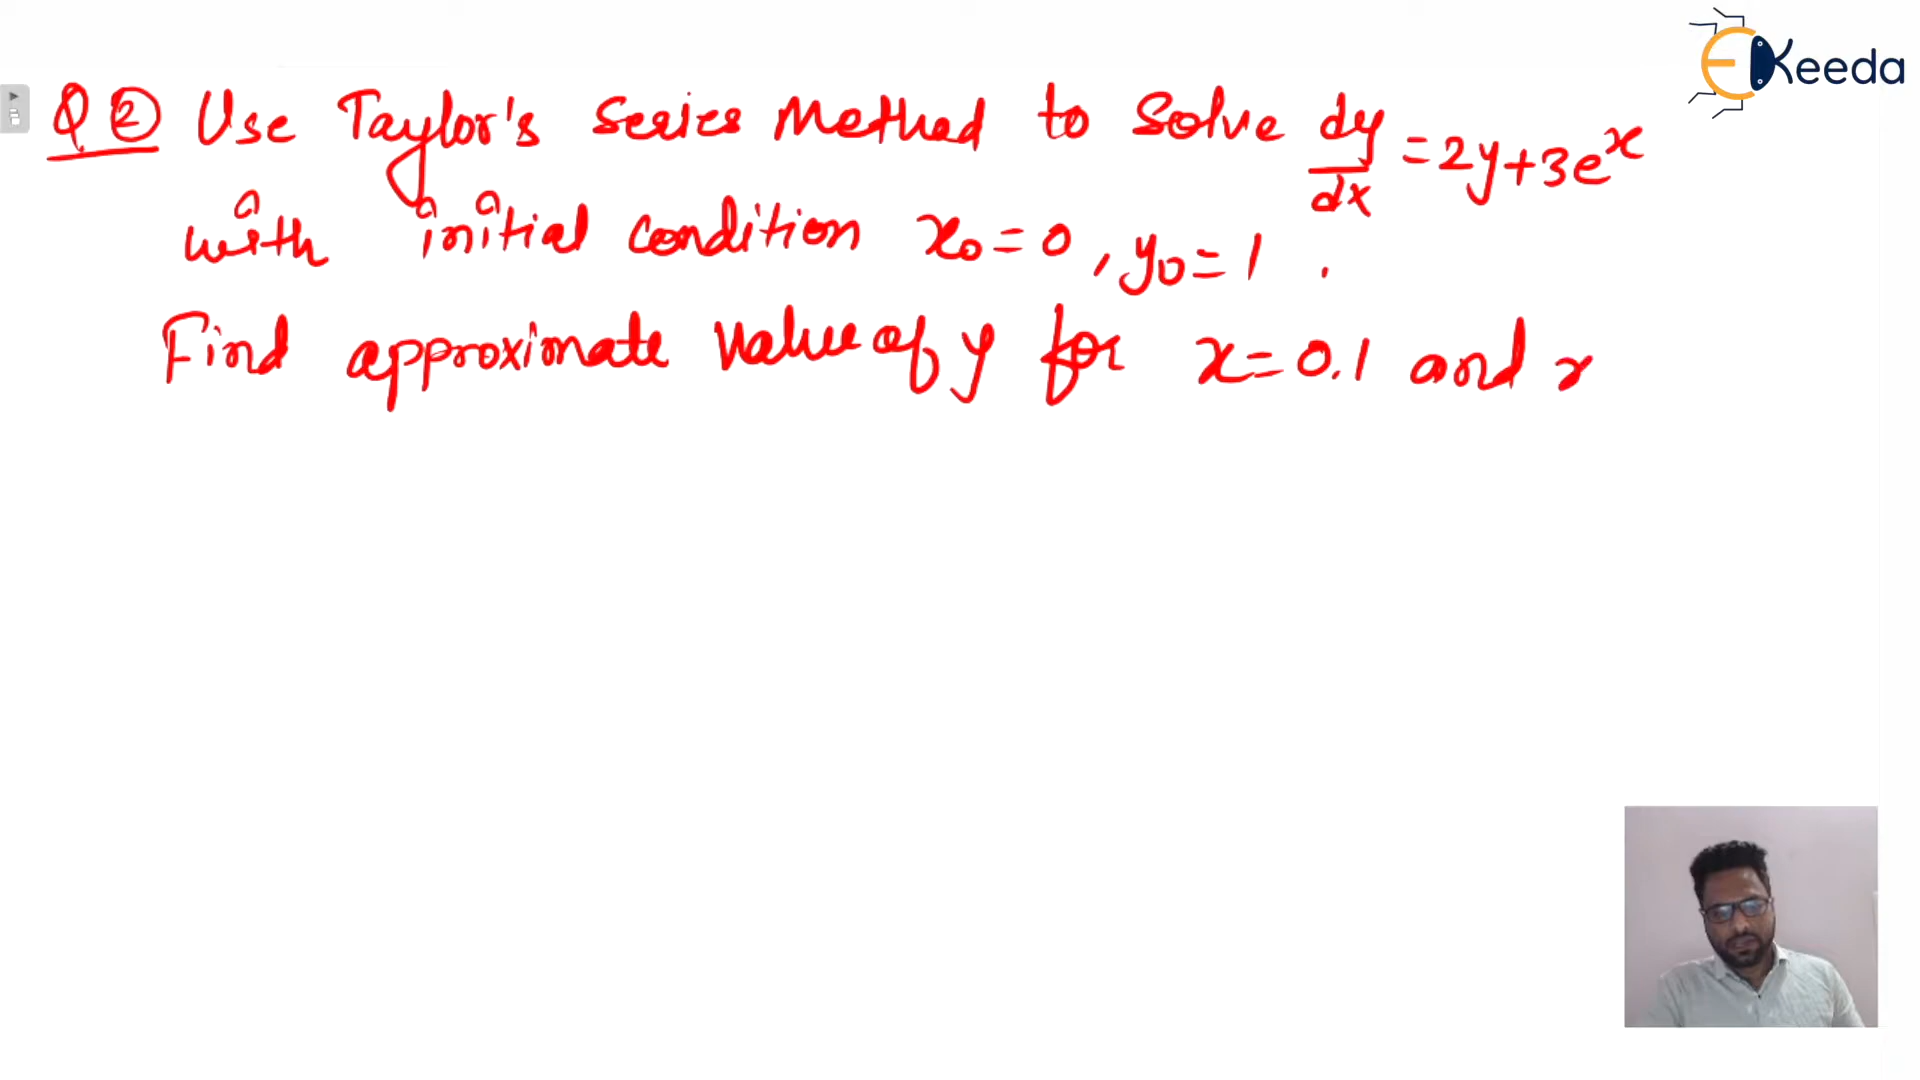 EKeeda
Q ② Use Taylor's Series Method to Solve dy/dx = 2y+3eˣ
with initial condition x₀=0, y₀=1 .
Find approximate value of y for x=0.1 and x